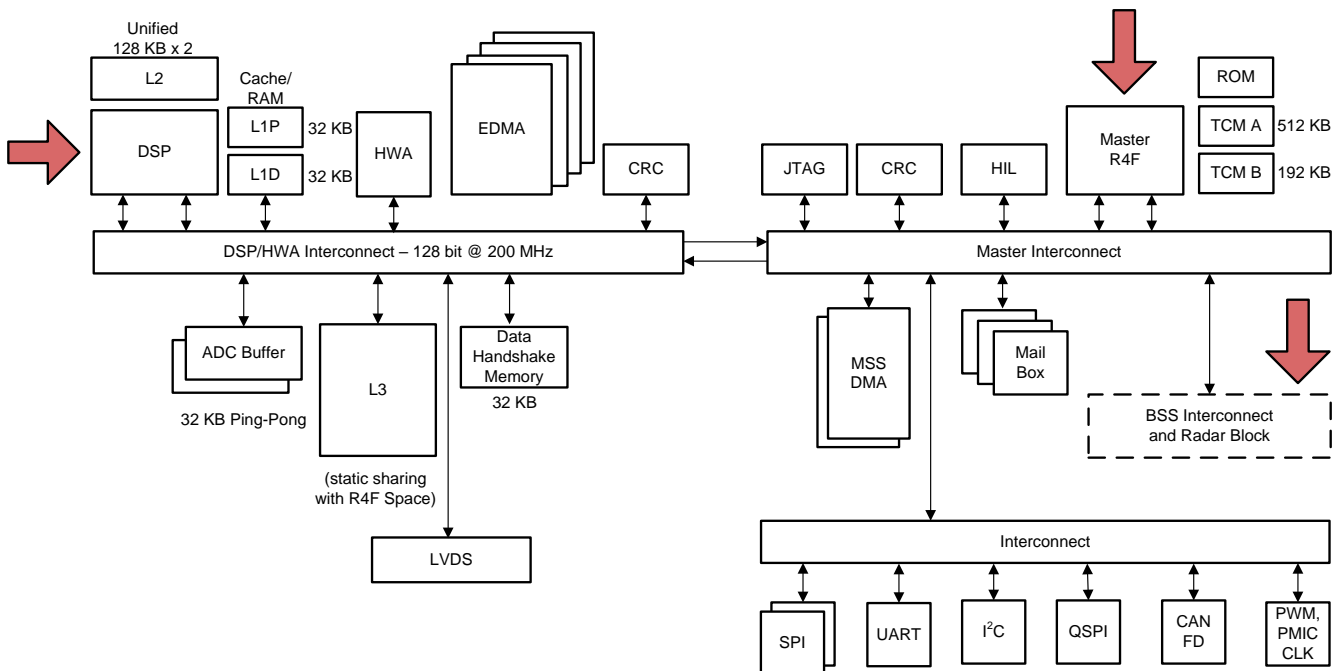 Unified
128 KB x 2
L2
Cache/
RAM
DSP
L1P
32 KB
L1D
32 KB
HWA
EDMA
CRC
JTAG
CRC
HIL
Master
R4F
ROM
TCM A
512 KB
TCM B
192 KB
DSP/HWA Interconnect – 128 bit @ 200 MHz
Master Interconnect
ADC Buffer
32 KB Ping-Pong
L3
(static sharing
with R4F Space)
Data
Handshake
Memory
32 KB
LVDS
MSS
DMA
Mail
Box
BSS Interconnect
and Radar Block
Interconnect
SPI
UART
I²C
QSPI
CAN
FD
PWM,
PMIC
CLK